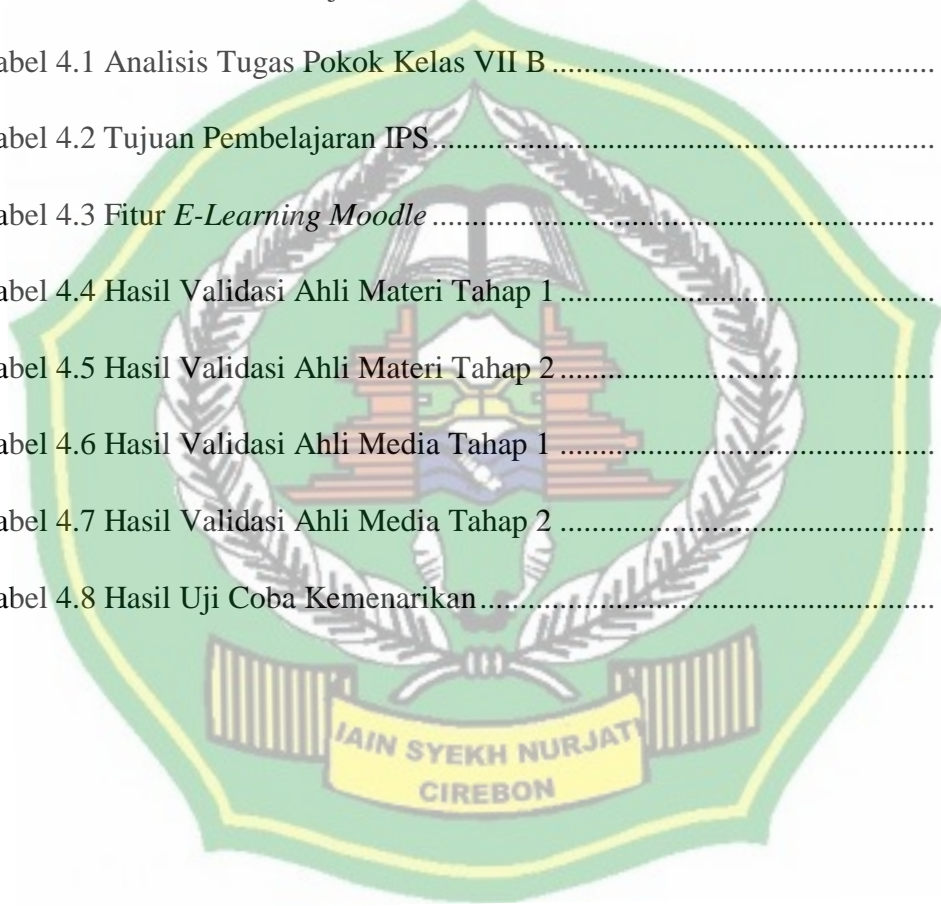 abel 4.1 Analisis Tugas Pokok Kelas VII B ................................................
abel 4.2 Tujuan Pembelajaran IPS................................................................
abel 4.3 Fitur E-Learning Moodle ................................................................
abel 4.4 Hasil Validasi Ahli Materi Tahap 1 ................................................
abel 4.5 Hasil Validasi Ahli Materi Tahap 2 ................................................
abel 4.6 Hasil Validasi Ahli Media Tahap 1 ................................................
abel 4.7 Hasil Validasi Ahli Media Tahap 2 ................................................
abel 4.8 Hasil Uji Coba Kemenarikan..........................................................
IAIN SYEKH NURJATI
CIREBON